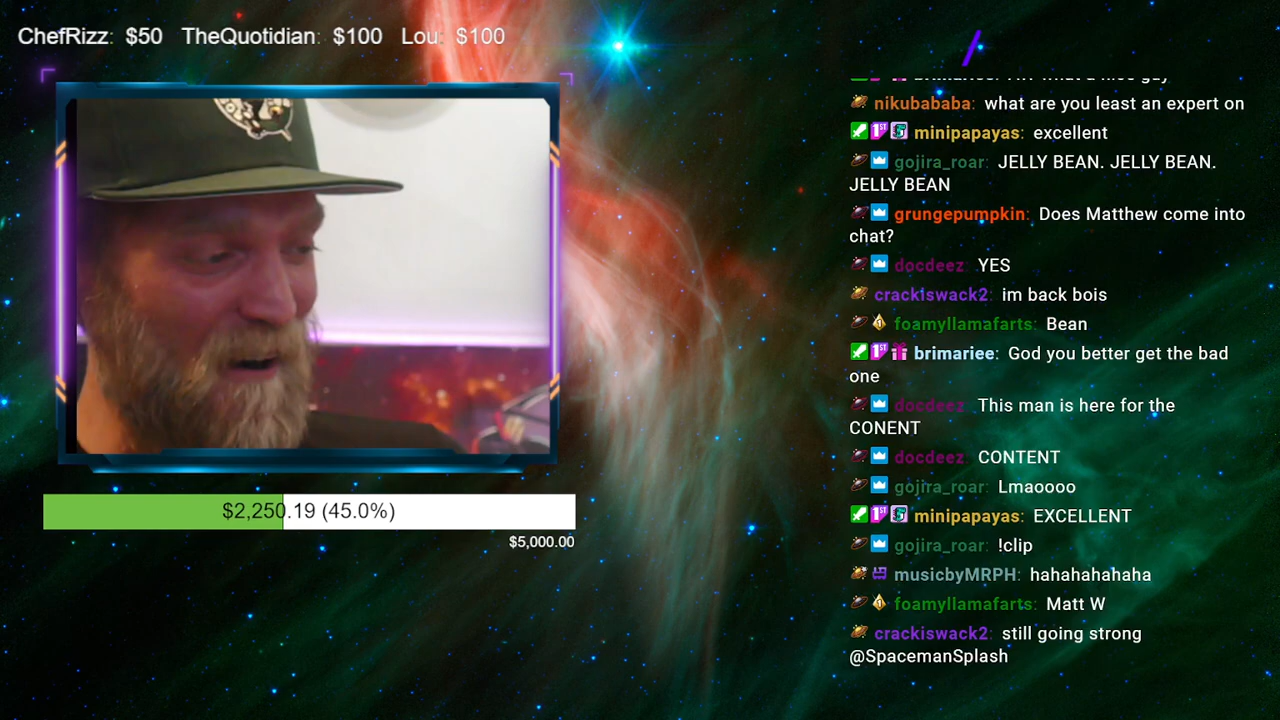 ChefRizz: $50 TheQuotidian: $100 Lou: $100
nikubababa: what are you least an expert on
minipapayas: excellent
gojira_roar: JELLY BEAN. JELLY BEAN.
JELLY BEAN
grungepumpkin: Does Matthew come into
chat?
docdeez: YES
crackiswack2: im back bois
foamyllamafarts: Bean
brimariee: God you better get the bad
one
docdeez: This man is here for the
CONENT
docdeez: CONTENT
gojira_roar: Lmaoooo
minipapayas: EXCELLENT
gojira_roar: !clip
musicbyMRPH: hahahahahaha
foamyllamafarts: Matt W
crackiswack2: still going strong
@SpacemanSplash
$2,250.19 (45.0%)
$5,000.00